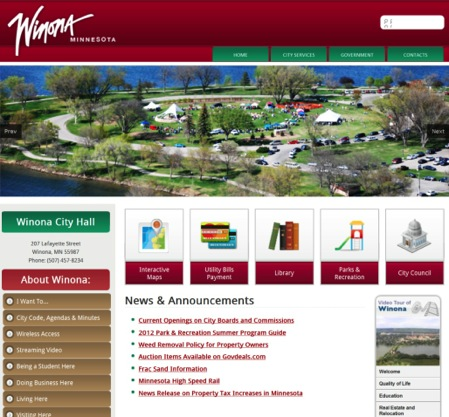 Winona
MINNESOTA
HOME
CITY SERVICES
GOVERNMENT
CONTACTS
Prev
Next
Winona City Hall
207 Lafayette Street
Winona, MN 55987
Phone: (507) 457-8234
About Winona:
I Want To...
City Code, Agendas & Minutes
Wireless Access
Streaming Video
Being a Student Here
Doing Business Here
Living Here
Visiting Here
Interactive
Maps
Utility Bills
Payment
Library
Parks &
Recreation
City Council
News & Announcements
Current Openings on City Boards and Commissions
2012 Park & Recreation Summer Program Guide
Weed Removal Policy for Property Owners
Auction Items Available on Govdeals.com
Frac Sand Information
Minnesota High Speed Rail
News Release on Property Tax Increases in Minnesota
Video Tour of
Winona
Welcome
Quality of Life
Education
Real Estate and
Relocation